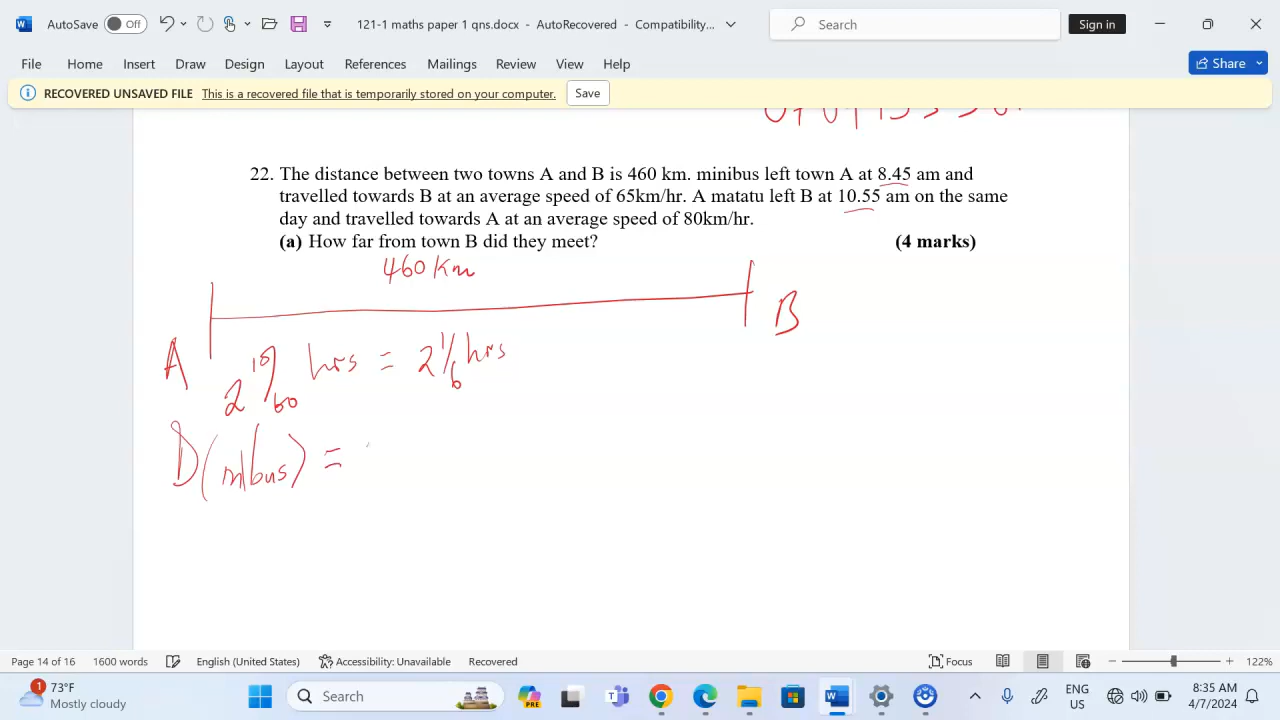 AutoSave Off 121-1 maths paper 1 qns.docx - AutoRecovered - Compatibility... Search Sign in
File Home Insert Draw Design Layout References Mailings Review View Help Share
RECOVERED UNSAVED FILE This is a recovered file that is temporarily stored on your computer. Save
22. The distance between two towns A and B is 460 km. minibus left town A at 8.45 am and
travelled towards B at an average speed of 65km/hr. A matatu left B at 10.55 am on the same
day and travelled towards A at an average speed of 80km/hr.
(a) How far from town B did they meet? (4 marks)
460 Km
A B
2 10/60 hrs = 2 1/6 hrs
D(mbus) =
Page 14 of 16 1600 words English (United States) Accessibility: Unavailable Recovered Focus 122%
1 73°F
Mostly cloudy
Search
PRE
ENG
US
8:35 AM
4/7/2024